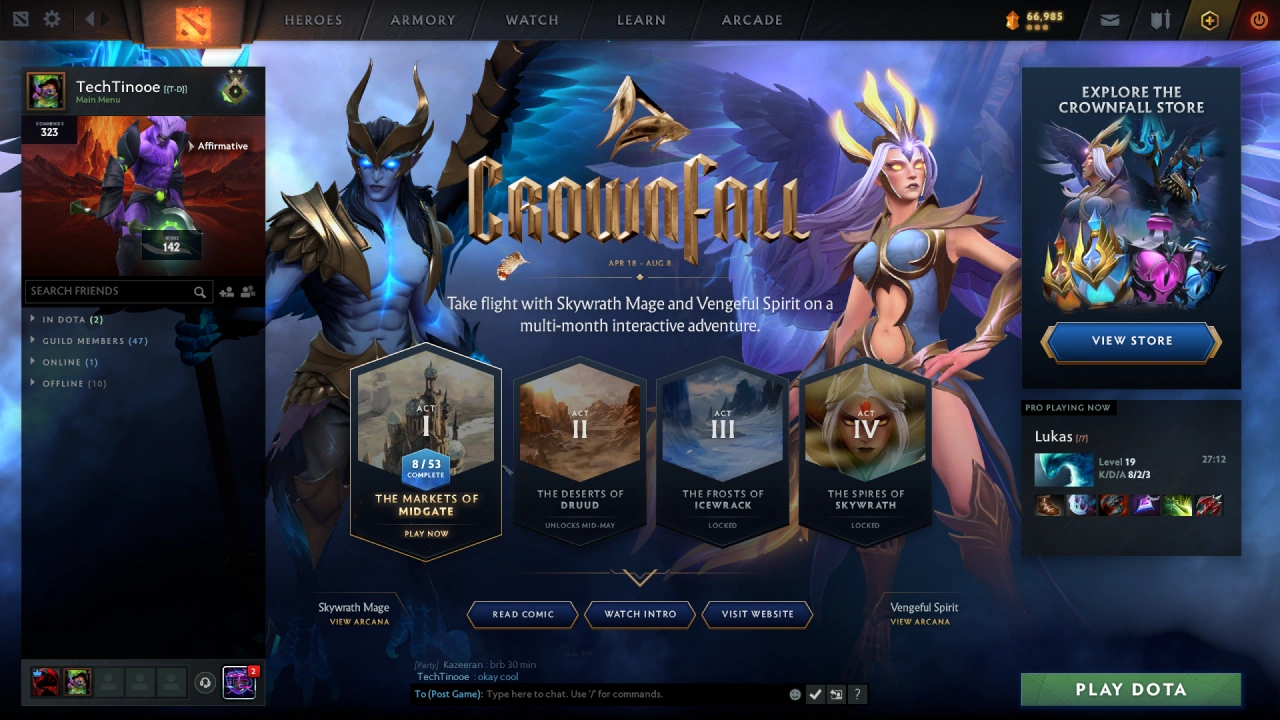 HEROES
ARMORY
WATCH
LEARN
ARCADE
66,985
TechTinooe [[T-D]]
Main Menu
COMMENDS
323
Affirmative
142
SEARCH FRIENDS
IN DOTA (2)
GUILD MEMBERS (47)
ONLINE (1)
OFFLINE (10)
2
CROWNFALL
APR 18 - AUG 8
Take flight with Skywrath Mage and Vengeful Spirit on a
multi-month interactive adventure.
ACT
I
8 / 53
COMPLETE
THE MARKETS OF
MIDGATE
PLAY NOW
ACT
II
THE DESERTS OF
DRUUD
UNLOCKS MID-MAY
ACT
III
THE FROSTS OF
ICEWRACK
LOCKED
ACT
IV
THE SPIRES OF
SKYWRATH
LOCKED
Skywrath Mage
VIEW ARCANA
READ COMIC
WATCH INTRO
VISIT WEBSITE
Vengeful Spirit
VIEW ARCANA
[Party] Kazeeran : brb 30 min
TechTinooe : okay cool
To (Post Game): Type here to chat. Use '/' for commands.
?
EXPLORE THE
CROWNFALL STORE
VIEW STORE
PRO PLAYING NOW
Lukas [/7]
Level 19
K/D/A 8/2/3
27:12
PLAY DOTA